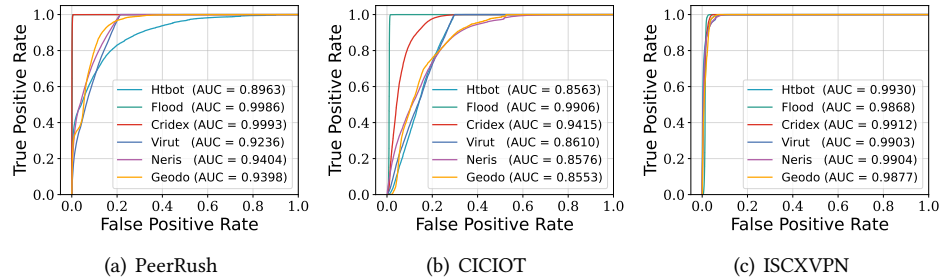 True Positive Rate
1.0
0.8
0.6
0.4
0.2
0.0
Htbot (AUC = 0.8963)
Flood (AUC = 0.9986)
Cridex (AUC = 0.9993)
Virut (AUC = 0.9236)
Neris (AUC = 0.9404)
Geodo (AUC = 0.9398)
0.0 0.2 0.4 0.6 0.8 1.0
False Positive Rate
(a) PeerRush
True Positive Rate
1.0
0.8
0.6
0.4
0.2
0.0
Htbot (AUC = 0.8563)
Flood (AUC = 0.9906)
Cridex (AUC = 0.9415)
Virut (AUC = 0.8610)
Neris (AUC = 0.8576)
Geodo (AUC = 0.8553)
0.0 0.2 0.4 0.6 0.8 1.0
False Positive Rate
(b) CICIOT
True Positive Rate
1.0
0.8
0.6
0.4
0.2
0.0
Htbot (AUC = 0.9930)
Flood (AUC = 0.9868)
Cridex (AUC = 0.9912)
Virut (AUC = 0.9903)
Neris (AUC = 0.9904)
Geodo (AUC = 0.9877)
0.0 0.2 0.4 0.6 0.8 1.0
False Positive Rate
(c) ISCXVPN